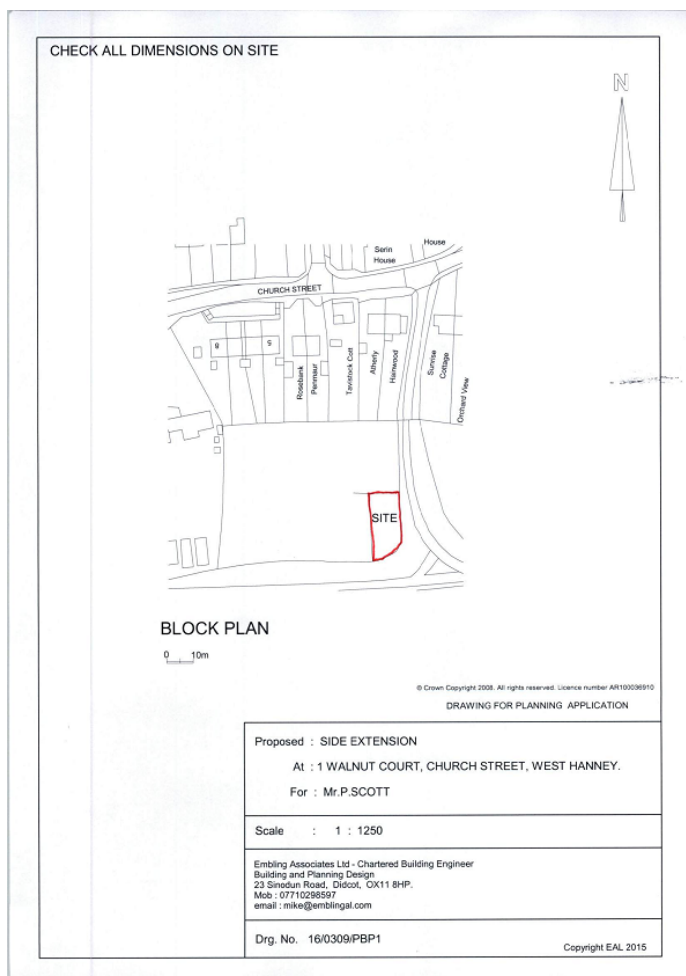 CHECK ALL DIMENSIONS ON SITE
N
House
Serin
House
CHURCH STREET
8
5
Rosebank
Penmaur
Tavistock Cott
Atherly
Hainwood
Sunrise
Cottage
Orchard View
SITE
BLOCK PLAN
0 10m
© Crown Copyright 2008. All rights reserved. Licence number AR100036910
DRAWING FOR PLANNING APPLICATION
Proposed : SIDE EXTENSION
At : 1 WALNUT COURT, CHURCH STREET, WEST HANNEY.
For : Mr.P.SCOTT
Scale : 1 : 1250
Embling Associates Ltd - Chartered Building Engineer
Building and Planning Design
23 Sinodun Road, Didcot, OX11 8HP.
Mob : 07710298597
email : mike@emblingal.com
Drg. No. 16/0309/PBP1
Copyright EAL 2015